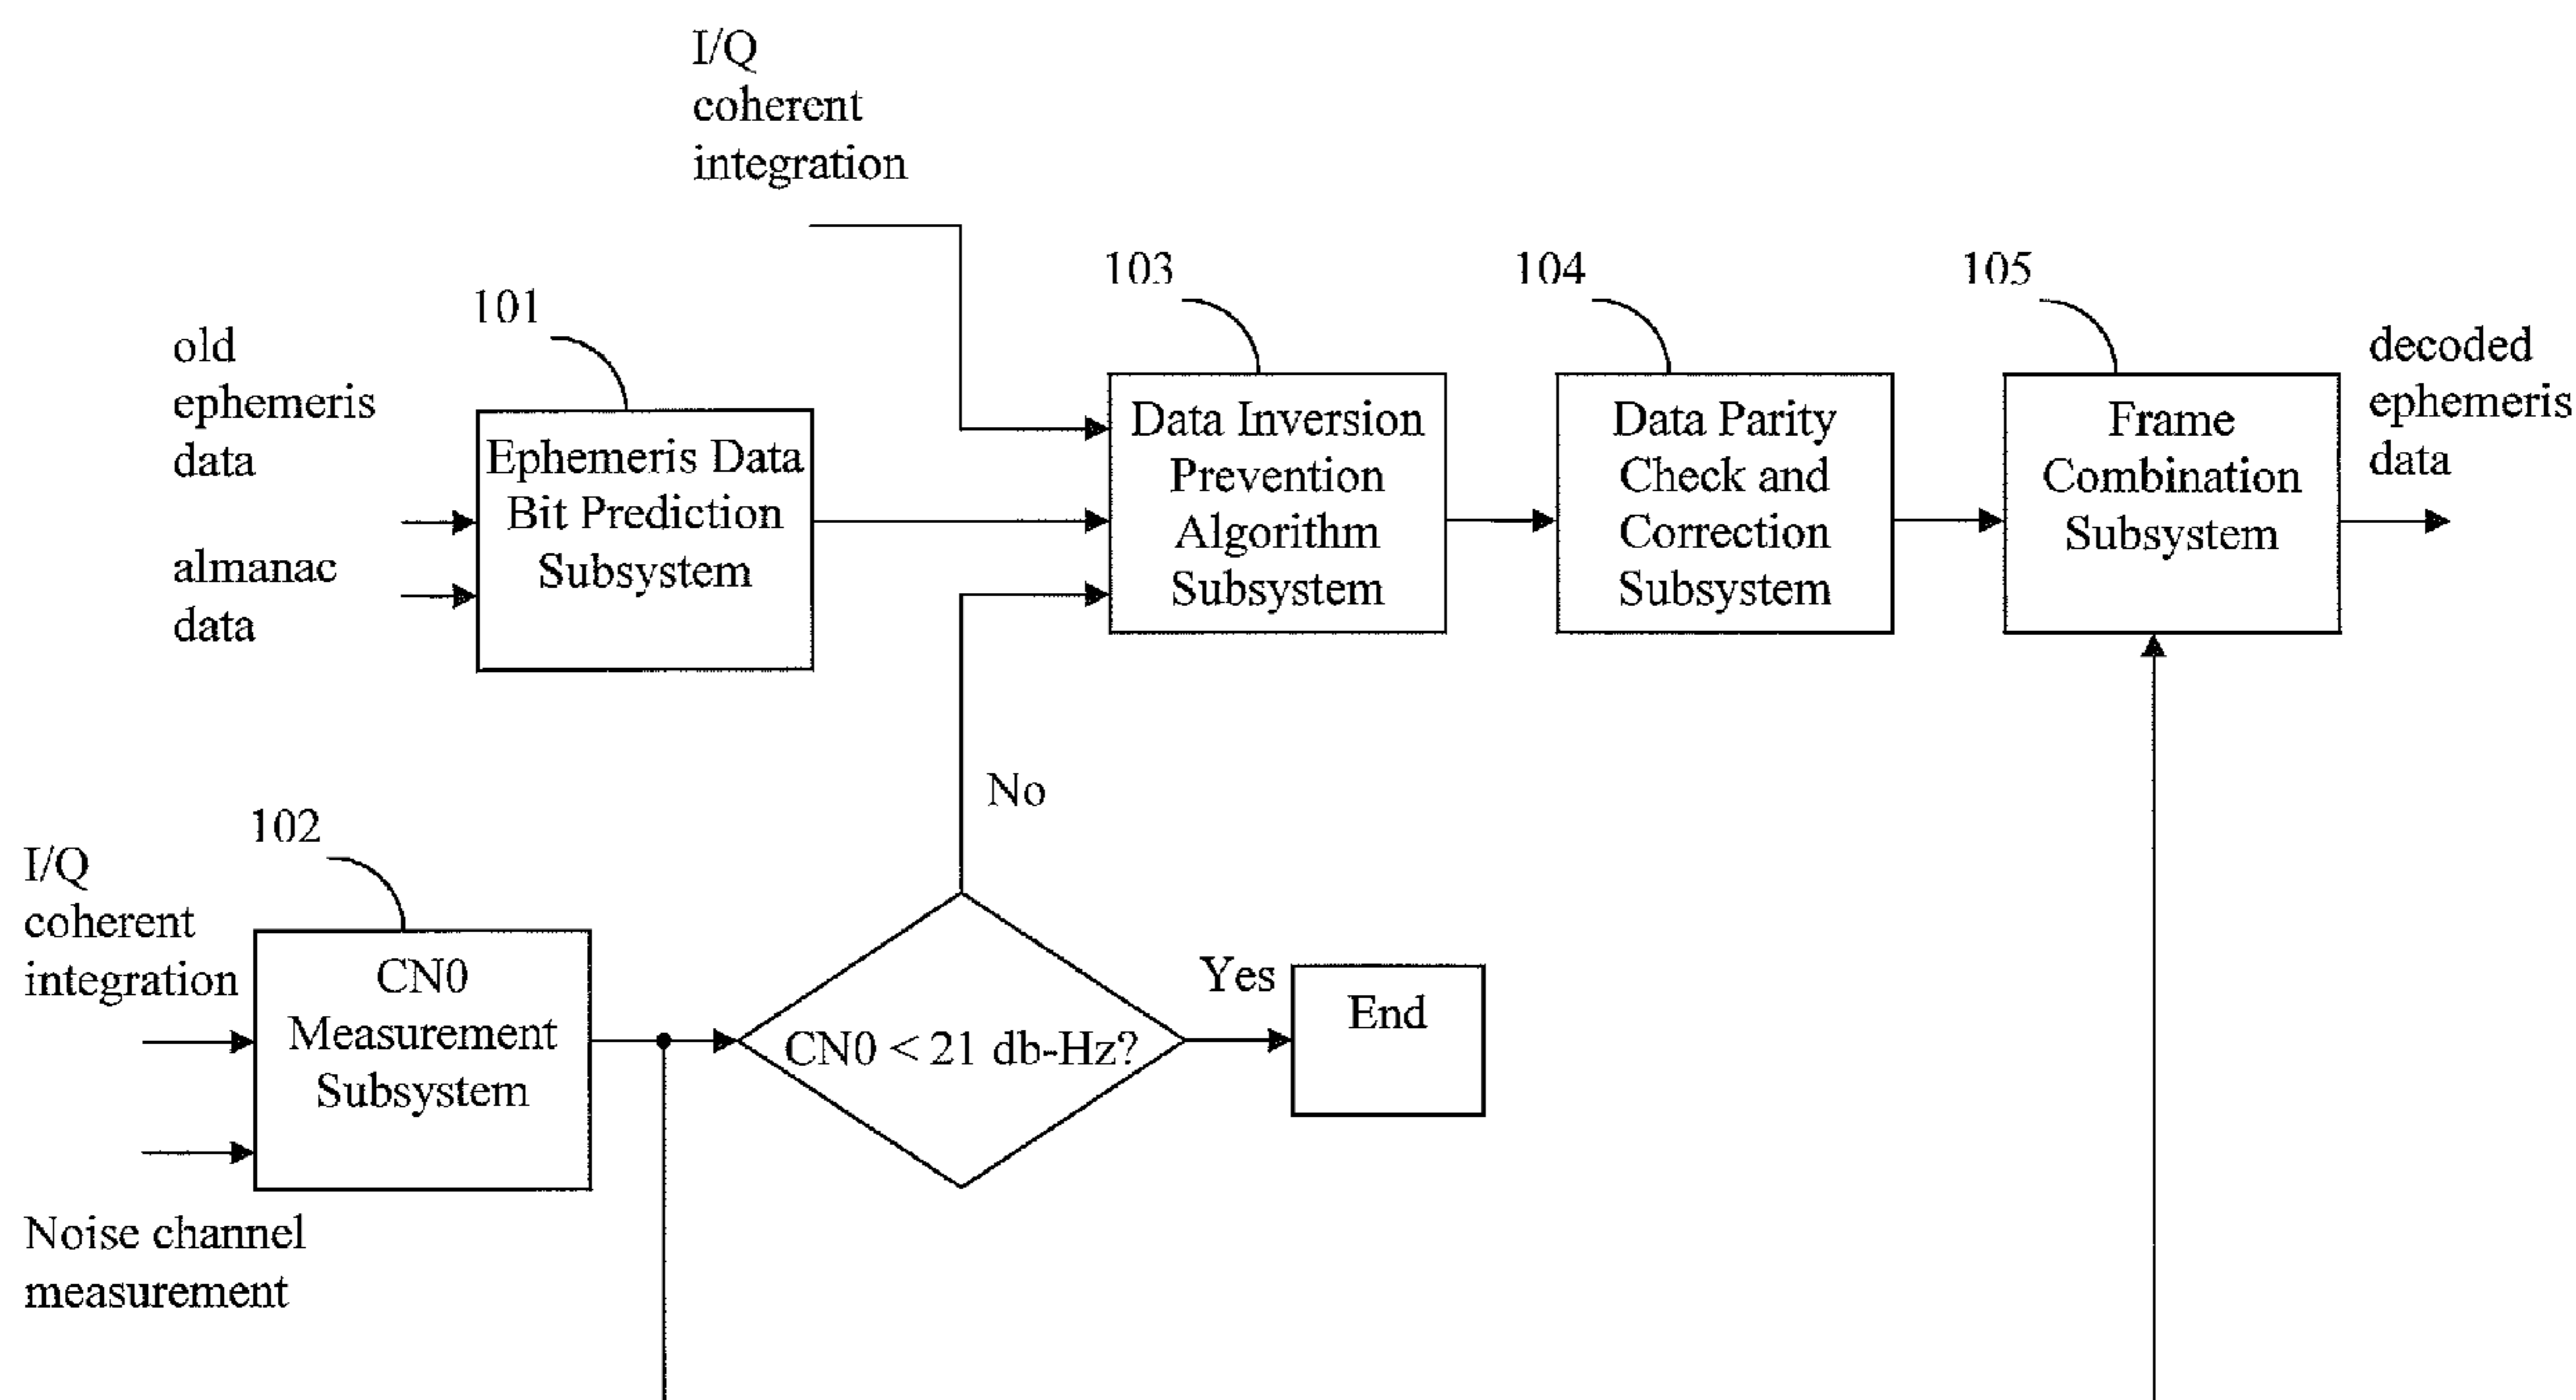 I/Q
coherent
integration
101
old
ephemeris
data
almanac
data
Ephemeris Data
Bit Prediction
Subsystem
103
Data Inversion
Prevention
Algorithm
Subsystem
104
Data Parity
Check and
Correction
Subsystem
105
Frame
Combination
Subsystem
decoded
ephemeris
data
No
102
I/Q
coherent
integration
CN0
Measurement
Subsystem
Noise channel
measurement
CN0 < 21 db-Hz?
Yes
End